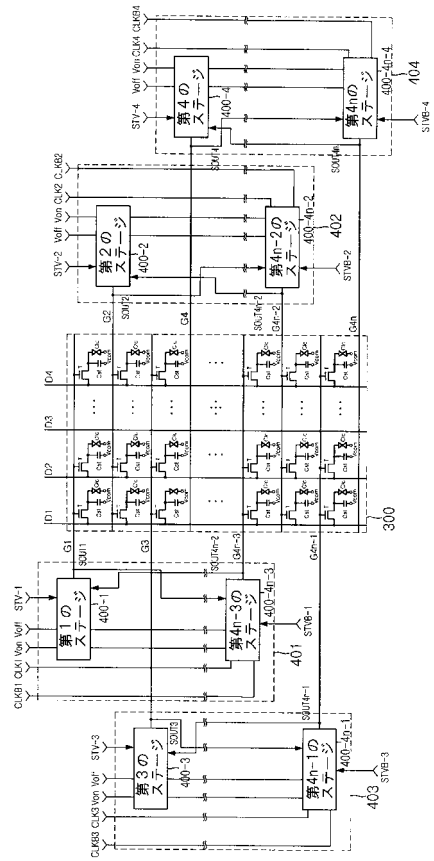 CLKB3 CLK3 Von Voff
STV-3
第3の
ステージ
400-3
SOUT3
第4n-1の
ステージ
400-4n-1
SOUT4n-1
STVB-3
403
CLKB1 CLK1 Von Voff
STV-1
第1の
ステージ
400-1
SOUT1
第4n-3の
ステージ
400-4n-3
STVB-1
401
G1
G3
G4n-3
G4n-1
D1
D2
D3
D4
300
G2
G4
G4n-2
G4n
STV-2
Voff Von CLK2 CLKB2
第2の
ステージ
400-2
SOUT2
第4n-2の
ステージ
400-4n-2
SOUT4n-2
STVB-2
402
STV-4
Voff Von CLK4 CLKB4
第4の
ステージ
400-4
SOUT4
第4nの
ステージ
400-4n-4
SOUT4n
STVB-4
404